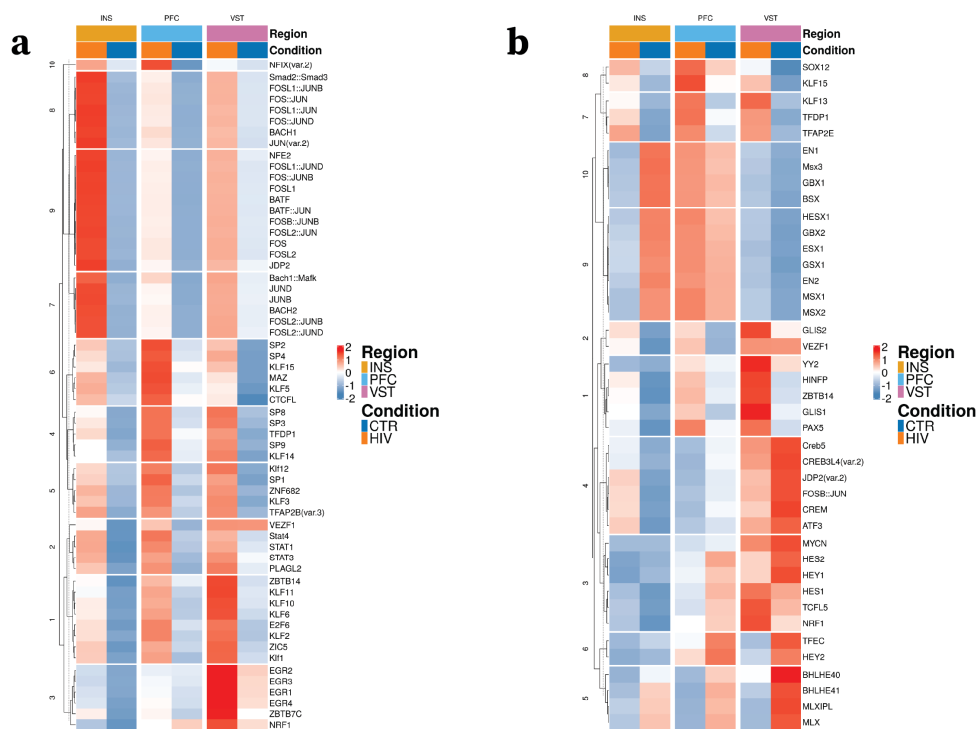 a
INS PFC VST
Region
Condition
10
NFIX(var.2)
8
Smad2::Smad3
FOSL1::JUNB
FOS::JUN
FOSL1::JUN
FOS::JUND
BACH1
JUN(var.2)
9
NFE2
FOSL1::JUND
FOS::JUNB
FOSL1
BATF
BATF::JUN
FOSB::JUNB
FOSL2::JUN
FOS
FOSL2
JDP2
7
Bach1::Mafk
JUND
JUNB
BACH2
FOSL2::JUNB
FOSL2::JUND
6
SP2
SP4
KLF15
MAZ
KLF5
CTCFL
4
SP8
SP3
TFDP1
SP9
KLF14
5
Klf12
SP1
ZNF682
KLF3
TFAP2B(var.3)
2
VEZF1
Stat4
STAT1
STAT3
PLAGL2
1
ZBTB14
KLF11
KLF10
KLF6
E2F6
KLF2
ZIC5
Klf1
3
EGR2
EGR3
EGR1
EGR4
ZBTB7C
NRF1
2
1
0
-1
-2
Region
INS
PFC
VST
Condition
CTR
HIV
b
INS PFC VST
Region
Condition
8
SOX12
KLF15
7
KLF13
TFDP1
TFAP2E
10
EN1
Msx3
GBX1
BSX
9
HESX1
GBX2
ESX1
GSX1
EN2
MSX1
MSX2
2
GLIS2
VEZF1
1
YY2
HINFP
ZBTB14
GLIS1
PAX5
4
Creb5
CREB3L4(var.2)
JDP2(var.2)
FOSB::JUN
CREM
ATF3
3
MYCN
HES2
HEY1
HES1
TCFL5
NRF1
6
TFEC
HEY2
5
BHLHE40
BHLHE41
MLXIPL
MLX
2
1
0
-1
-2
Region
INS
PFC
VST
Condition
CTR
HIV